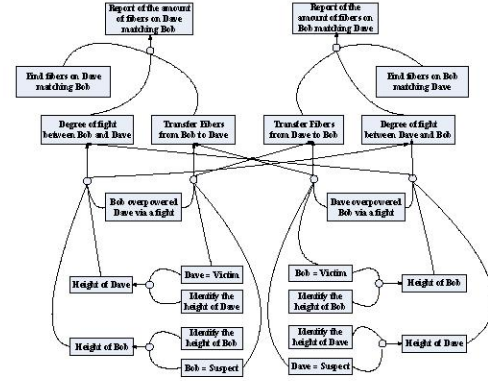 Report of the amount
of fibers on Dave
matching Bob
Report of the
amount of fibers on
Bob matching Dave
Find fibers on Dave
matching Bob
Find fibers on Bob
matching Dave
Degree of fight
between Bob and Dave
Transfer Fibers
from Bob to Dave
Transfer Fibers
from Dave to Bob
Degree of fight
between Dave and Bob
Bob overpowered
Dave via a fight
Dave overpowered
Bob via a fight
Height of Dave
Dave = Victim
Identify the
height of Dave
Bob = Victim
Identify the
height of Bob
Height of Bob
Height of Bob
Identify the
height of Bob
Bob = Suspect
Identify the
height of Dave
Dave = Suspect
Height of Dave